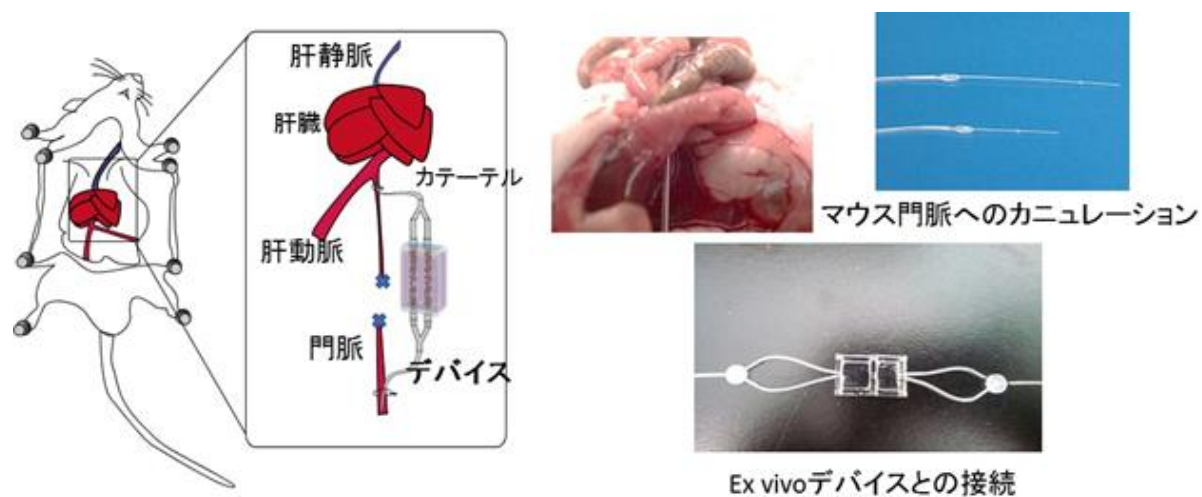 肝静脈
肝臓
カテーテル
肝動脈
門脈
デバイス
マウス門脈へのカニュレーション
Ex vivoデバイスとの接続